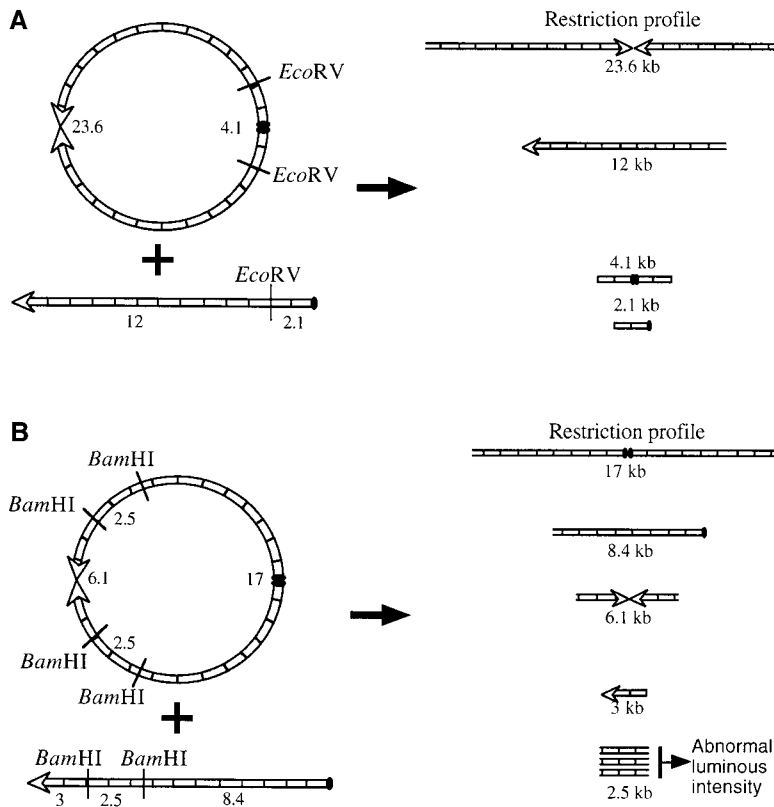 A
Restriction profile
EcoRV
23.6
4.1
EcoRV
23.6 kb
12 kb
EcoRV
12
2.1
4.1 kb
2.1 kb
B
Restriction profile
BamHI
BamHI
2.5
6.1
17
2.5
BamHI
BamHI
17 kb
8.4 kb
6.1 kb
3 kb
BamHI BamHI
3
2.5
8.4
2.5 kb
Abnormal
luminous
intensity